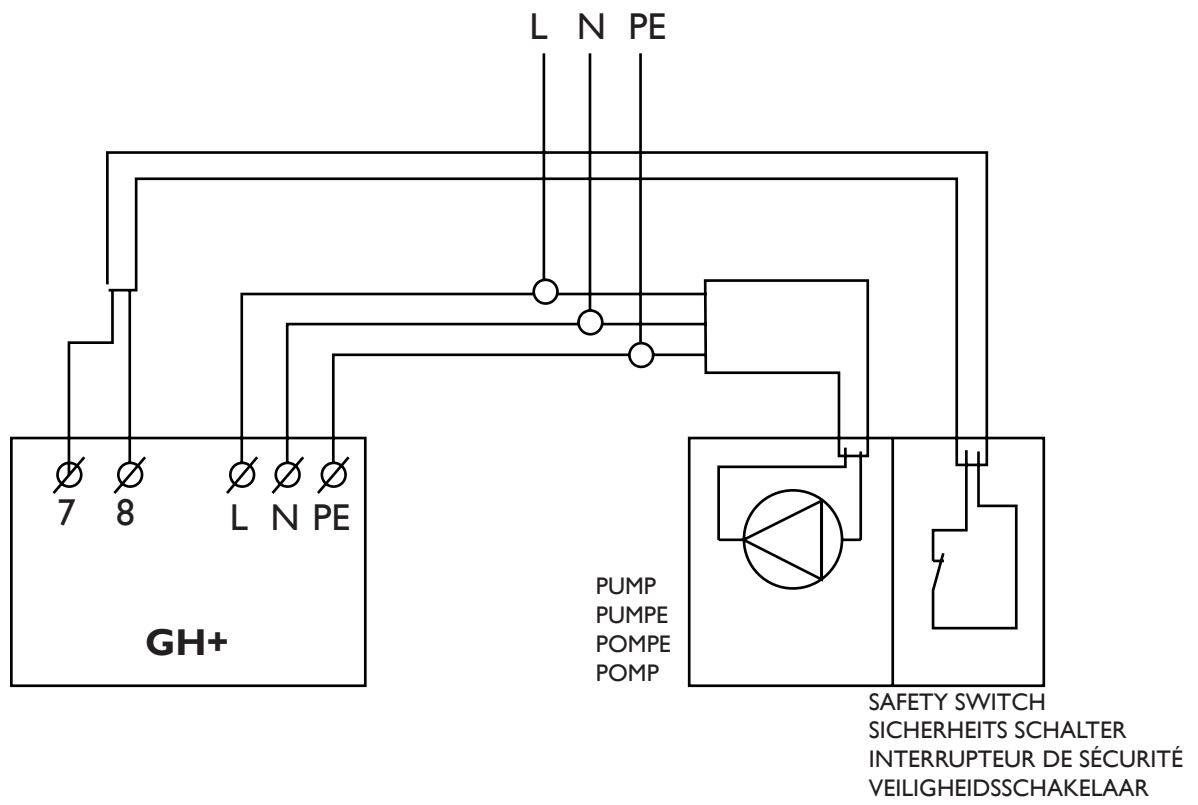 L N PE
7 8 L N PE
GH+
PUMP
PUMPE
POMPE
POMP
SAFETY SWITCH
SICHERHEITS SCHALTER
INTERRUPTEUR DE SÉCURITÉ
VEILIGHEIDSSCHAKELAAR